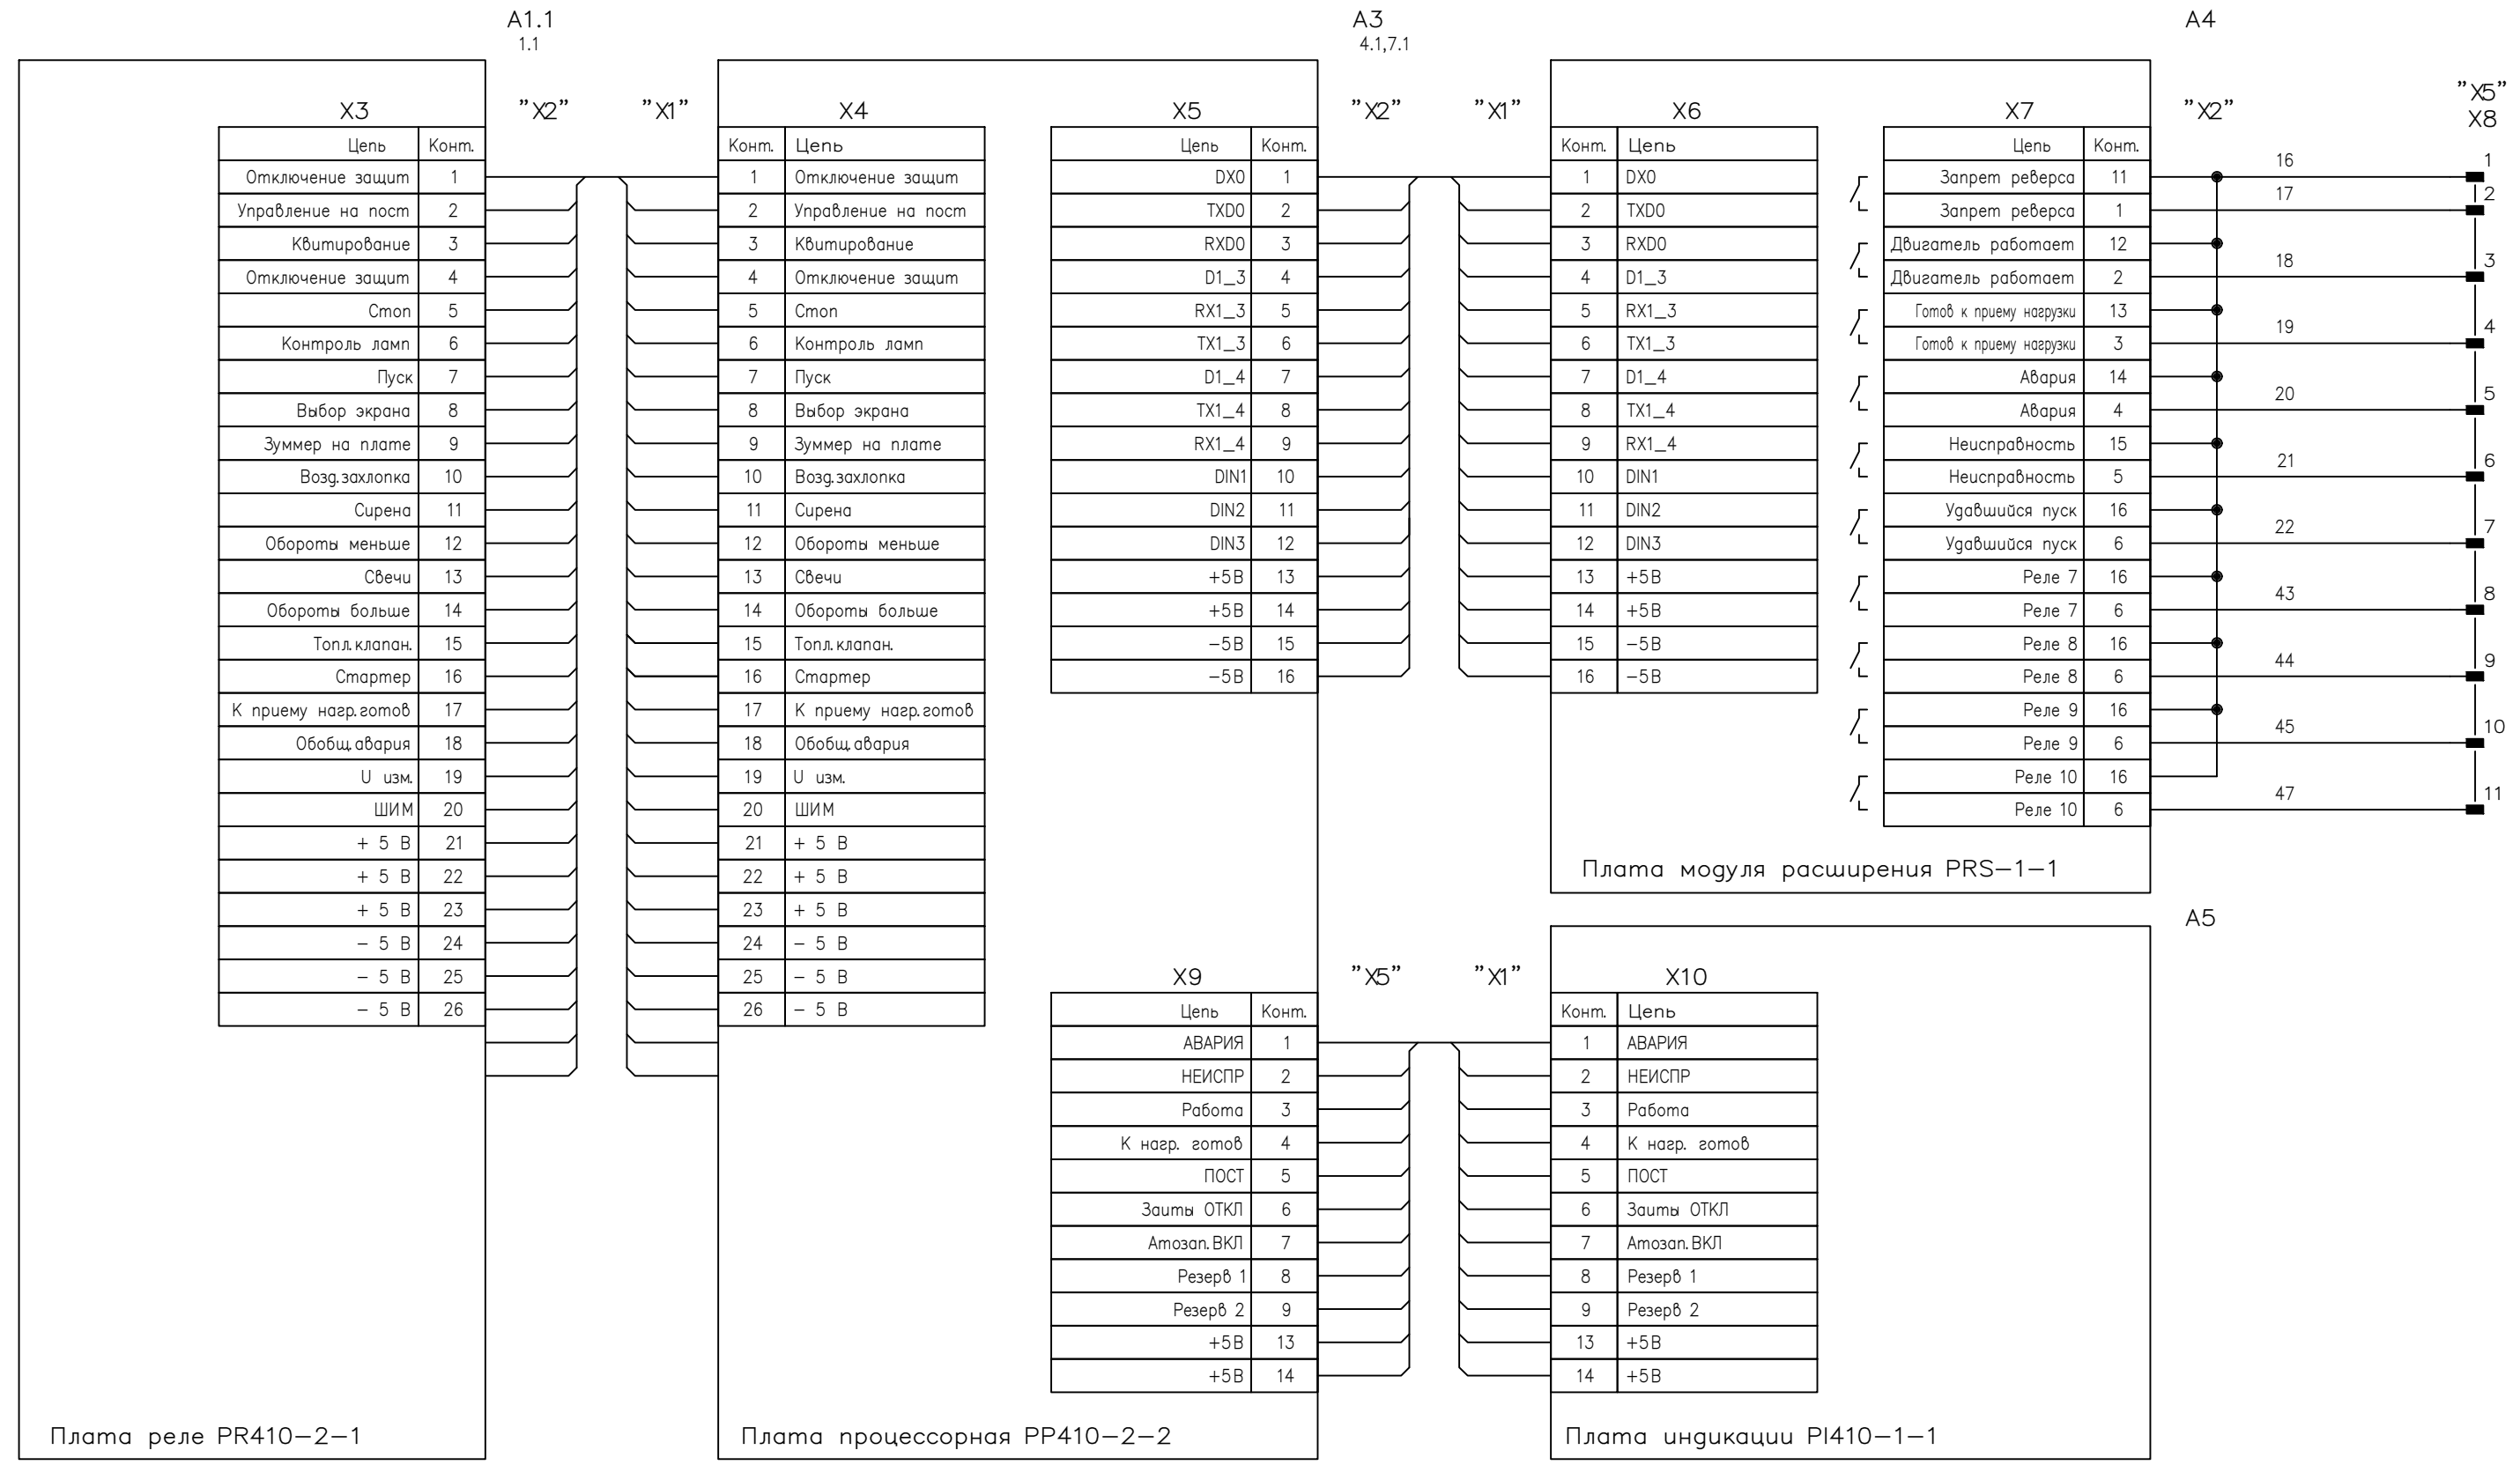 A1.1
1.1
A3
4.1,7.1
A4
X3
"X2"
"X1"
X4
X5
"X2"
"X1"
X6
X7
"X2"
"X5"
X8
Цепь Конт.
Отключение защит 1
Управление на пост 2
Квитирование 3
Отключение защит 4
Стоп 5
Контроль ламп 6
Пуск 7
Выбор экрана 8
Зуммер на плате 9
Возд.захлопка 10
Сирена 11
Обороты меньше 12
Свечи 13
Обороты больше 14
Топл.клапан. 15
Стартер 16
К приему нагр.готов 17
Обобщ.авария 18
U изм. 19
ШИМ 20
+ 5 В 21
+ 5 В 22
+ 5 В 23
– 5 В 24
– 5 В 25
– 5 В 26
Плата реле PR410–2–1
Конт. Цепь
1 Отключение защит
2 Управление на пост
3 Квитирование
4 Отключение защит
5 Стоп
6 Контроль ламп
7 Пуск
8 Выбор экрана
9 Зуммер на плате
10 Возд.захлопка
11 Сирена
12 Обороты меньше
13 Свечи
14 Обороты больше
15 Топл.клапан.
16 Стартер
17 К приему нагр.готов
18 Обобщ.авария
19 U изм.
20 ШИМ
21 + 5 В
22 + 5 В
23 + 5 В
24 – 5 В
25 – 5 В
26 – 5 В
Цепь Конт.
DX0 1
TXD0 2
RXD0 3
D1_3 4
RX1_3 5
TX1_3 6
D1_4 7
TX1_4 8
RX1_4 9
DIN1 10
DIN2 11
DIN3 12
+5В 13
+5В 14
–5В 15
–5В 16
Конт. Цепь
1 DX0
2 TXD0
3 RXD0
4 D1_3
5 RX1_3
6 TX1_3
7 D1_4
8 TX1_4
9 RX1_4
10 DIN1
11 DIN2
12 DIN3
13 +5В
14 +5В
15 –5В
16 –5В
Цепь Конт.
Запрет реверса 11 16 1
Запрет реверса 1 17 2
Двигатель работает 12
Двигатель работает 2 18 3
Готов к приему нагрузки 13
Готов к приему нагрузки 3 19 4
Авария 14
Авария 4 20 5
Неисправность 15
Неисправность 5 21 6
Удавшийся пуск 16
Удавшийся пуск 6 22 7
Реле 7 16
Реле 7 6 43 8
Реле 8 16
Реле 8 6 44 9
Реле 9 16
Реле 9 6 45 10
Реле 10 16
Реле 10 6 47 11
Плата модуля расширения PRS–1–1
A5
X9
"X5"
"X1"
X10
Цепь Конт.
АВАРИЯ 1
НЕИСПР 2
Работа 3
К нагр. готов 4
ПОСТ 5
Заиты ОТКЛ 6
Атозап.ВКЛ 7
Резерв 1 8
Резерв 2 9
+5В 13
+5В 14
Плата процессорная PP410–2–2
Конт. Цепь
1 АВАРИЯ
2 НЕИСПР
3 Работа
4 К нагр. готов
5 ПОСТ
6 Заиты ОТКЛ
7 Атозап.ВКЛ
8 Резерв 1
9 Резерв 2
13 +5В
14 +5В
Плата индикации PI410–1–1